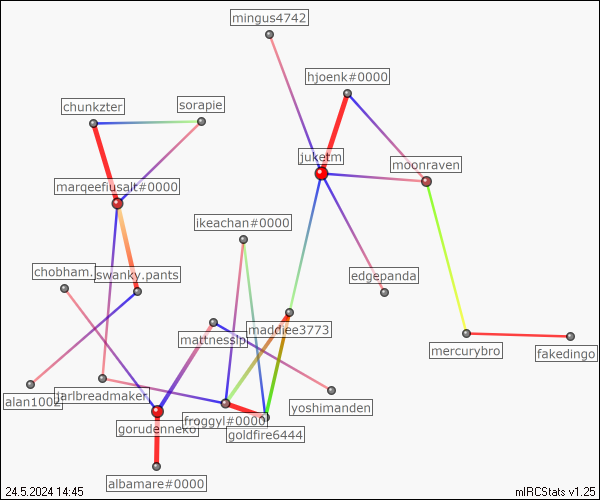 mingus4742
hjoenk#0000
chunkzter
sorapie
juketm
moonraven
marqeefiusalt#0000
ikeachan#0000
chobham.
swanky.pants
edgepanda
maddiee3773
mattnesslp
mercurybro
fakedingo
alan1002
jarlbreadmaker
yoshimanden
froggyl#0000
gorudenneko
goldfire6444
albamare#0000
24.5.2024 14:45
mIRCStats v1.25